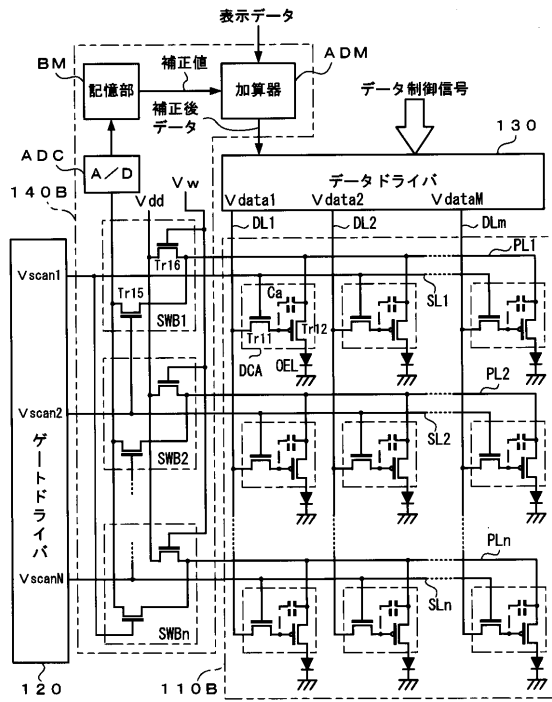 表示データ
BM
ADM
記憶部
補正値
加算器
補正後
データ
データ制御信号
ADC
A/D
140B
Vdd
Vw
130
データドライバ
Vdata1
Vdata2
VdataM
DL1
DL2
DLm
PL1
Tr16
Vscan1
Tr15
SWB1
Ca
SL1
Tr11
Tr12
DCA
OEL
PL2
Vscan2
SWB2
SL2
ゲートドライバ
PLn
VscanN
SLn
SWBn
120
110B